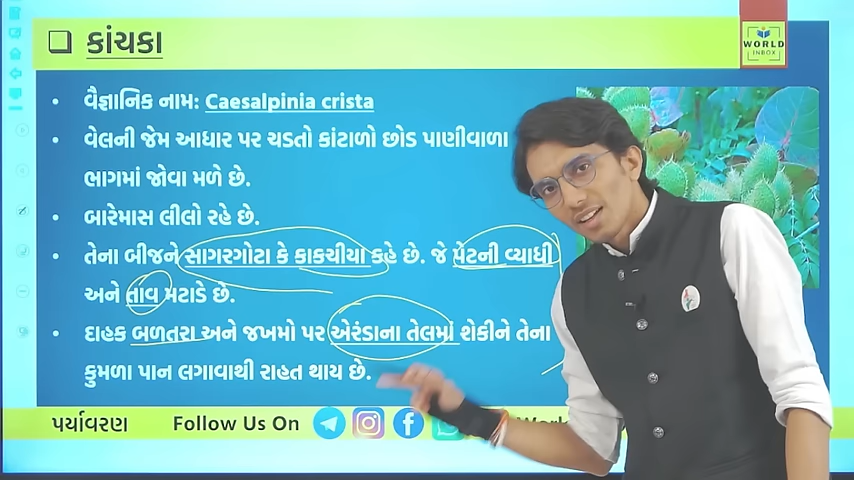 ❑ કાંચકા
WORLD
INBOX
• વૈજ્ઞાનિક નામ: Caesalpinia crista
• વેલની જેમ આધાર પર ચડતો કાંટાળો છોડ પાણીવાળા
ભાગમાં જોવા મળે છે.
• બારેમાસ લીલો રહે છે.
• તેના બીજને સાગરગોટા કે કાકચીયા કહે છે. જે પેટની વ્યાધી
અને તાવ મટાડે છે.
• દાહક બળતરા અને જખમો પર એરંડાના તેલમાં શેકીને તેના
કુમળા પાન લગાવાથી રાહત થાય છે.
પર્યાવરણ Follow Us On